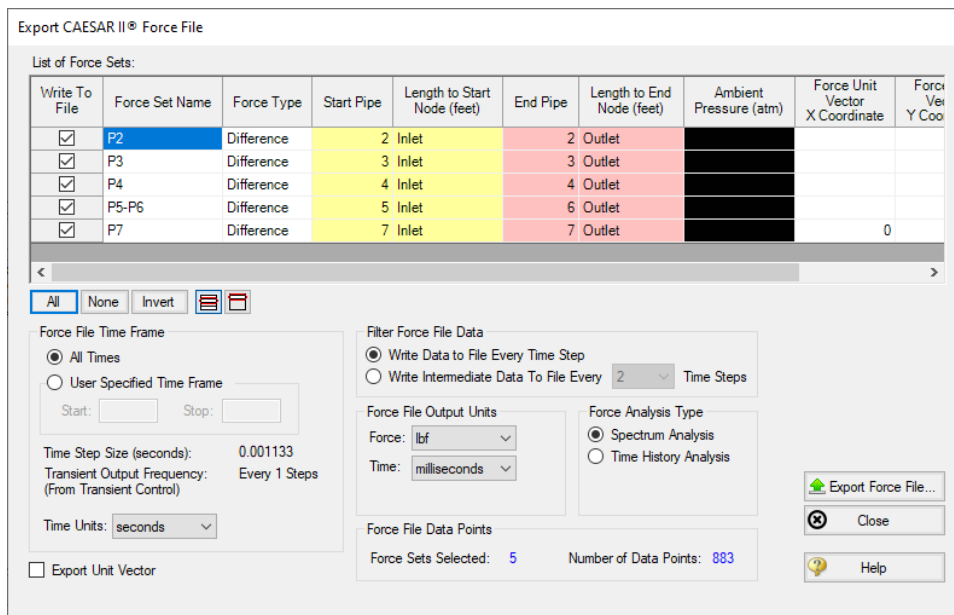 Export CAESAR II® Force File
List of Force Sets:
Write To File Force Set Name Force Type Start Pipe Length to Start Node (feet) End Pipe Length to End Node (feet) Ambient Pressure (atm) Force Unit Vector X Coordinate Force Vec Y Coor
P2 Difference 2 Inlet 2 Outlet
P3 Difference 3 Inlet 3 Outlet
P4 Difference 4 Inlet 4 Outlet
P5-P6 Difference 5 Inlet 6 Outlet
P7 Difference 7 Inlet 7 Outlet 0
All None Invert
Force File Time Frame
All Times
User Specified Time Frame
Start: Stop:
Time Step Size (seconds): 0.001133
Transient Output Frequency: Every 1 Steps
(From Transient Control)
Time Units: seconds
Export Unit Vector
Filter Force File Data
Write Data to File Every Time Step
Write Intermediate Data To File Every 2 Time Steps
Force File Output Units
Force: lbf
Time: milliseconds
Force Analysis Type
Spectrum Analysis
Time History Analysis
Force File Data Points
Force Sets Selected: 5 Number of Data Points: 883
Export Force File...
Close
Help